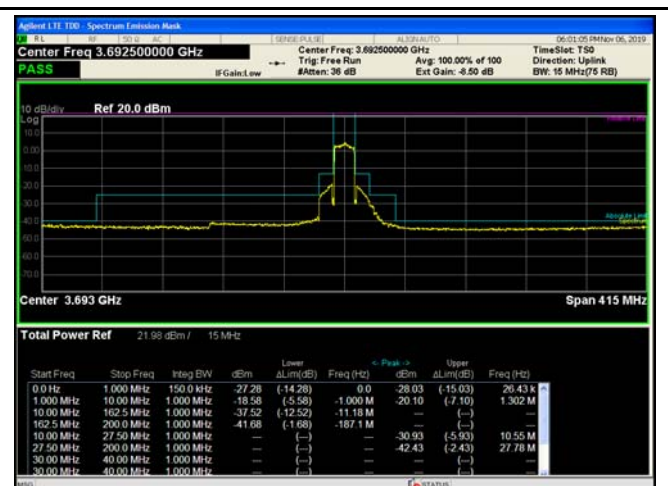 Agilent LTE TDD - Spectrum Emission Mask
RL RF 50 Ω AC SENSE:PULSE ALIGN AUTO 06:01:05 PM Nov 06, 2019
Center Freq 3.692500000 GHz Center Freq: 3.692500000 GHz TimeSlot: TS0
Trig: Free Run Avg: 100.00% of 100 Direction: Uplink
PASS IFGain:Low #Atten: 36 dB Ext Gain: -8.50 dB BW: 15 MHz(75 RB)
10 dB/div Ref 20.0 dBm
Log
10.0
0.00
10.0
20.0
30.0
40.0
50.0
60.0
70.0
Absolute Limit
Spectrum
Center 3.693 GHz Span 415 MHz
Total Power Ref 21.98 dBm / 15 MHz
Lower <- Peak -> Upper
Start Freq Stop Freq Integ BW dBm ΔLim(dB) Freq (Hz) dBm ΔLim(dB) Freq (Hz)
0.0 Hz 1.000 MHz 150.0 kHz -27.28 (-14.28) 0.0 -28.03 (-15.03) 26.43 k
1.000 MHz 10.00 MHz 1.000 MHz -18.58 (-5.58) -1.000 M -20.10 (-7.10) 1.302 M
10.00 MHz 162.5 MHz 1.000 MHz -37.52 (-12.52) -11.18 M --- (---)
162.5 MHz 200.0 MHz 1.000 MHz -41.68 (-1.68) -187.1 M --- (---)
10.00 MHz 27.50 MHz 1.000 MHz --- (---) -30.93 (-5.93) 10.55 M
27.50 MHz 200.0 MHz 1.000 MHz --- (---) -42.43 (-2.43) 27.78 M
30.00 MHz 40.00 MHz 1.000 MHz --- (---) --- (---)
30.00 MHz 40.00 MHz 1.000 MHz --- (---) --- (---)
MSG STATUS